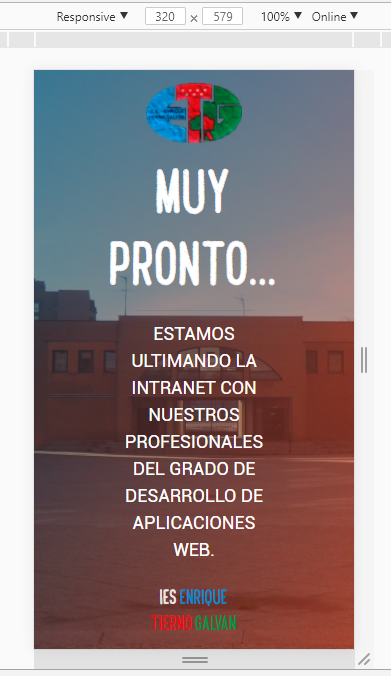 Responsive ▼ 320 × 579 100% ▼ Online ▼
MUY
PRONTO...
ESTAMOS
ULTIMANDO LA
INTRANET CON
NUESTROS
PROFESIONALES
DEL GRADO DE
DESARROLLO DE
APLICACIONES
WEB.
IES ENRIQUE
TIERNO GALVAN